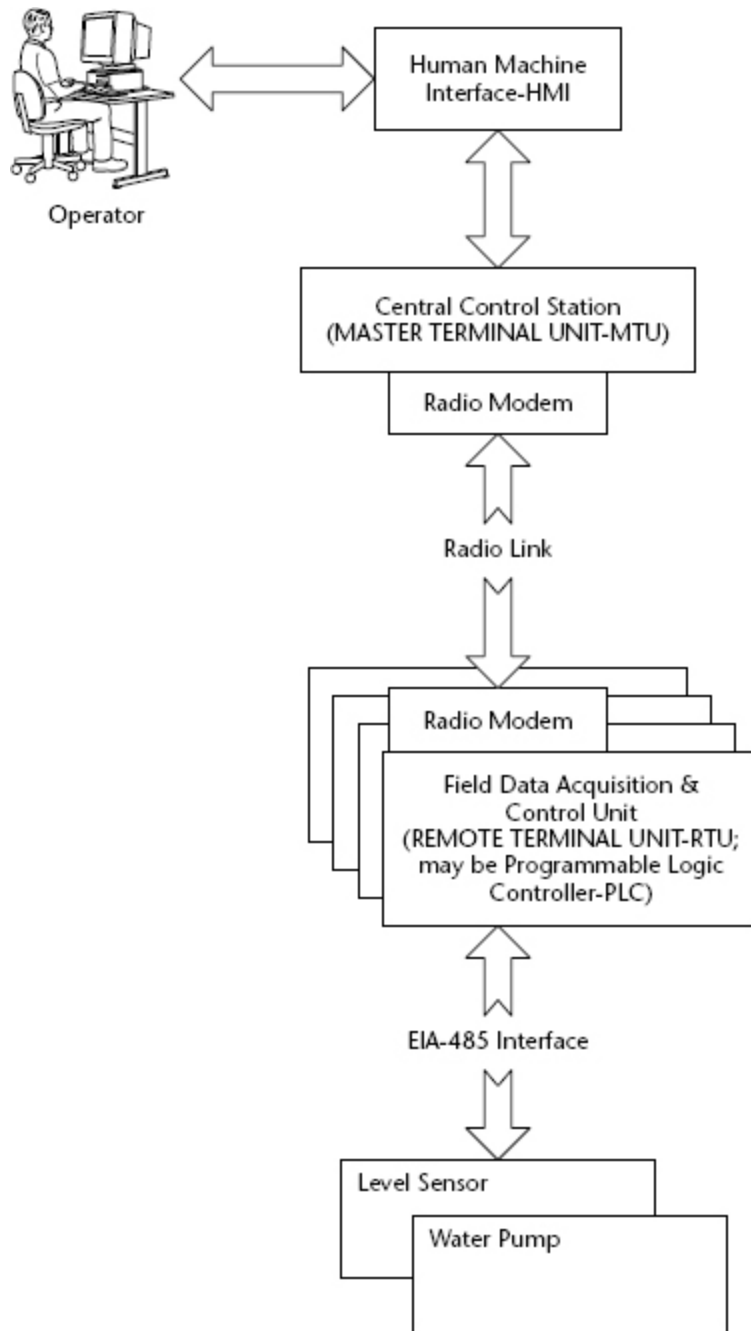 Human Machine
Interface-HMI
Operator
Central Control Station
(MASTER TERMINAL UNIT-MTU)
Radio Modem
Radio Link
Radio Modem
Field Data Acquisition &
Control Unit
(REMOTE TERMINAL UNIT-RTU;
may be Programmable Logic
Controller-PLC)
EIA-485 Interface
Level Sensor
Water Pump